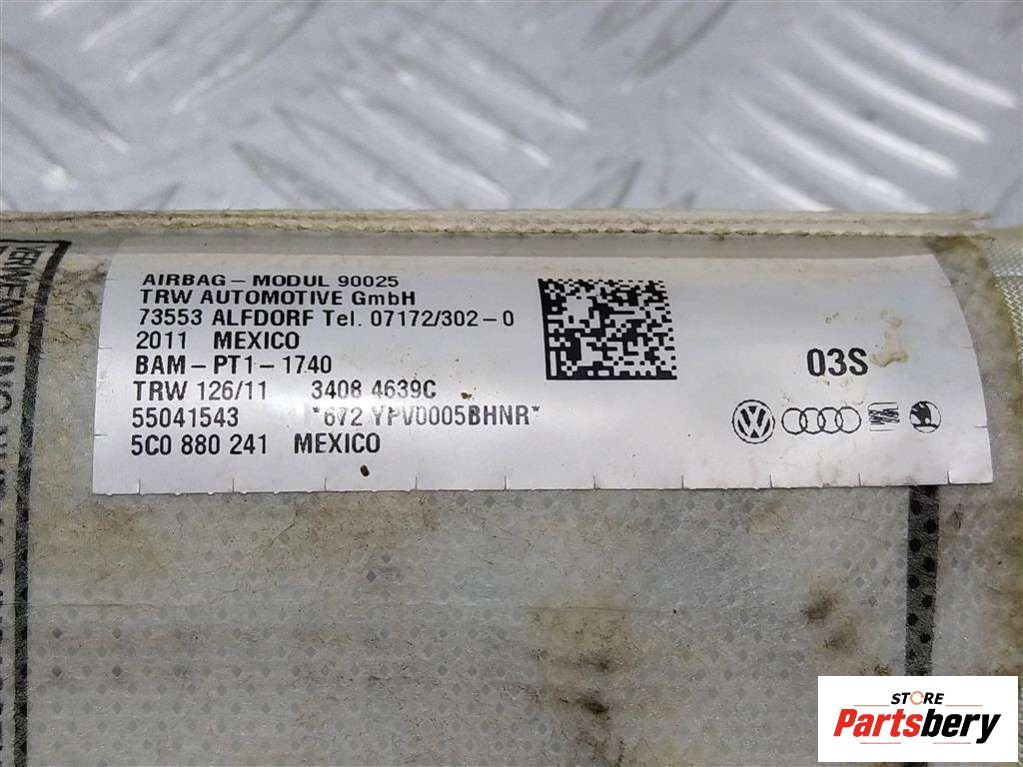 AIRBAG – MODUL 90025
TRW AUTOMOTIVE GmbH
73553 ALFDORF Tel. 07172/302 – 0
2011 MEXICO
BAM – PT1 – 1740
TRW 126/11 3408 4639C
55041543 *672 YPV0005BHNR*
5C0 880 241 MEXICO
03S
STORE
Partsbery